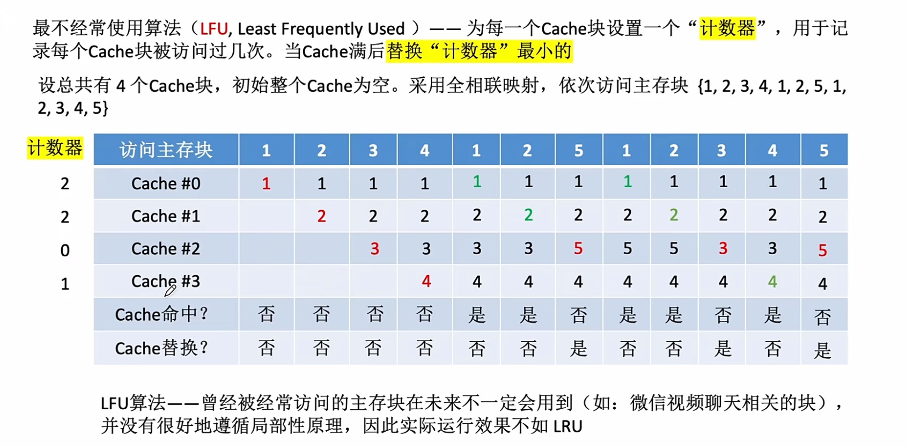 最不经常使用算法（LFU, Least Frequently Used ）—— 为每一个Cache块设置一个“计数器”，用于记
录每个Cache块被访问过几次。当Cache满后替换“计数器”最小的
设总共有 4 个Cache块，初始整个Cache为空。采用全相联映射，依次访问主存块 {1, 2, 3, 4, 1, 2, 5, 1,
2, 3, 4, 5}
计数器 访问主存块 1 2 3 4 1 2 5 1 2 3 4 5
2 Cache #0 1 1 1 1 1 1 1 1 1 1 1 1
2 Cache #1 2 2 2 2 2 2 2 2 2 2 2
0 Cache #2 3 3 3 3 5 5 5 3 3 5
1 Cache #3 4 4 4 4 4 4 4 4 4
Cache命中？ 否 否 否 否 是 是 否 是 是 否 是 否
Cache替换？ 否 否 否 否 否 否 是 否 否 是 否 是
LFU算法——曾经被经常访问的主存块在未来不一定会用到（如：微信视频聊天相关的块），
并没有很好地遵循局部性原理，因此实际运行效果不如 LRU